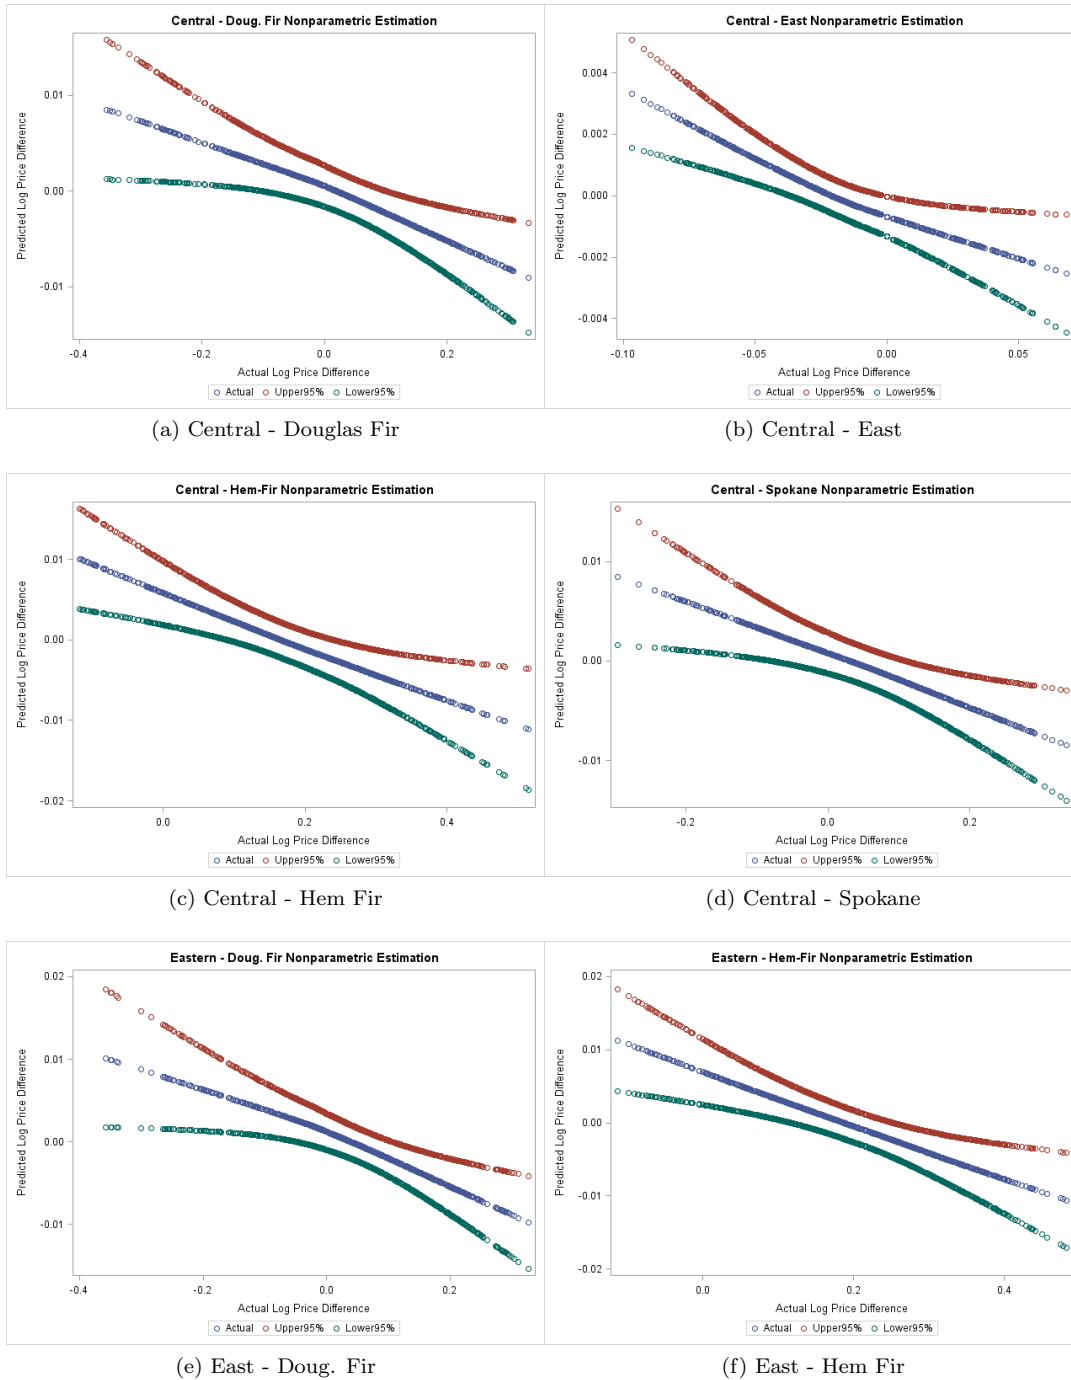 Central - Doug. Fir Nonparametric Estimation
Predicted Log Price Difference
0.01
0.00
-0.01
-0.4
-0.2
0.0
0.2
Actual Log Price Difference
Actual Upper95% Lower95%
(a) Central - Douglas Fir
Central - East Nonparametric Estimation
Predicted Log Price Difference
0.004
0.002
0.000
-0.002
-0.004
-0.10
-0.05
0.00
0.05
Actual Log Price Difference
Actual Upper95% Lower95%
(b) Central - East
Central - Hem-Fir Nonparametric Estimation
Predicted Log Price Difference
0.01
0.00
-0.01
-0.02
0.0
0.2
0.4
Actual Log Price Difference
Actual Upper95% Lower95%
(c) Central - Hem Fir
Central - Spokane Nonparametric Estimation
Predicted Log Price Difference
0.01
0.00
-0.01
-0.2
0.0
0.2
Actual Log Price Difference
Actual Upper95% Lower95%
(d) Central - Spokane
Eastern - Doug. Fir Nonparametric Estimation
Predicted Log Price Difference
0.02
0.01
0.00
-0.01
-0.4
-0.2
0.0
0.2
Actual Log Price Difference
Actual Upper95% Lower95%
(e) East - Doug. Fir
Eastern - Hem-Fir Nonparametric Estimation
Predicted Log Price Difference
0.02
0.01
0.00
-0.01
-0.02
0.0
0.2
0.4
Actual Log Price Difference
Actual Upper95% Lower95%
(f) East - Hem Fir